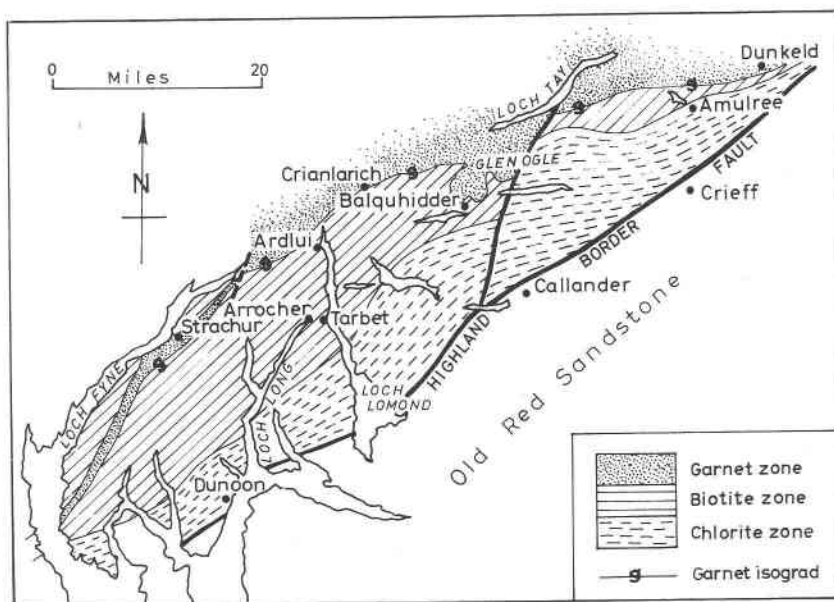 0 20
Miles
N
Dunkeld
LOCH TAY
g
g
Amulree
GLEN OGLE
Crianlarich
g
Balquhidder
Crieff
FAULT
BORDER
HIGHLAND
Ardlui
g
Callander
Arrocher
Tarbet
Strachur
g
LOCH FYNE
LOCH LONG
LOCH
LOMOND
Old Red Sandstone
Dunoon
Garnet zone
Biotite zone
Chlorite zone
g Garnet isograd